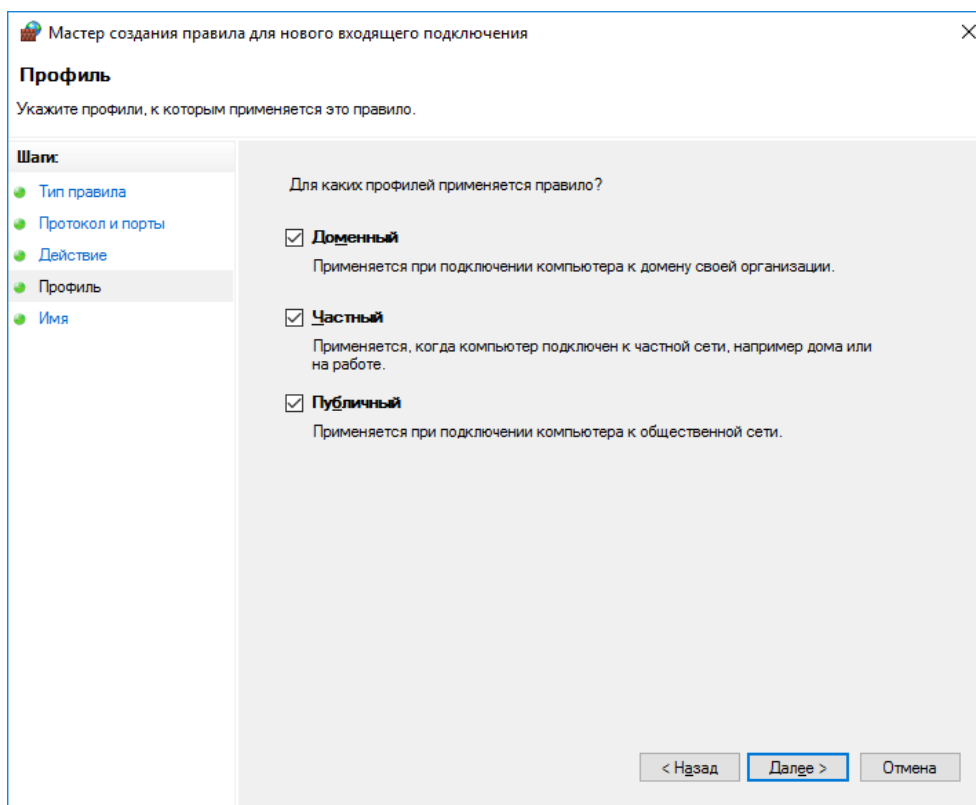 Мастер создания правила для нового входящего подключения
Профиль
Укажите профили, к которым применяется это правило.
Шаги:
Тип правила
Протокол и порты
Действие
Профиль
Имя
Для каких профилей применяется правило?
Доменный
Применяется при подключении компьютера к домену своей организации.
Частный
Применяется, когда компьютер подключен к частной сети, например дома или
на работе.
Публичный
Применяется при подключении компьютера к общественной сети.
< Назад
Далее >
Отмена